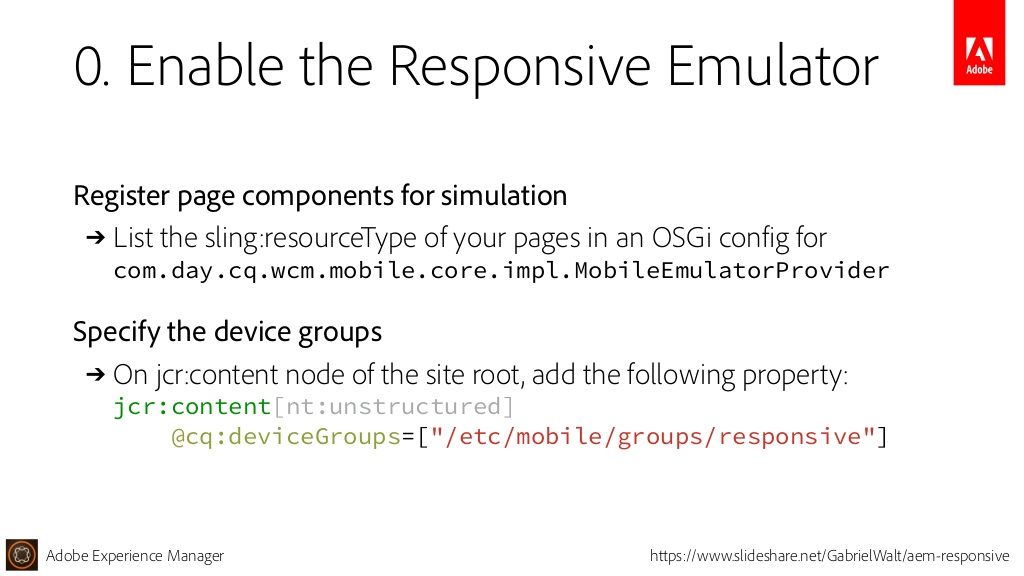 0. Enable the Responsive Emulator
Adobe
Register page components for simulation
➔ List the sling:resourceType of your pages in an OSGi config for
com.day.cq.wcm.mobile.core.impl.MobileEmulatorProvider
Specify the device groups
➔ On jcr:content node of the site root, add the following property:
jcr:content[nt:unstructured]
@cq:deviceGroups=["/etc/mobile/groups/responsive"]
Adobe Experience Manager
https://www.slideshare.net/GabrielWalt/aem-responsive